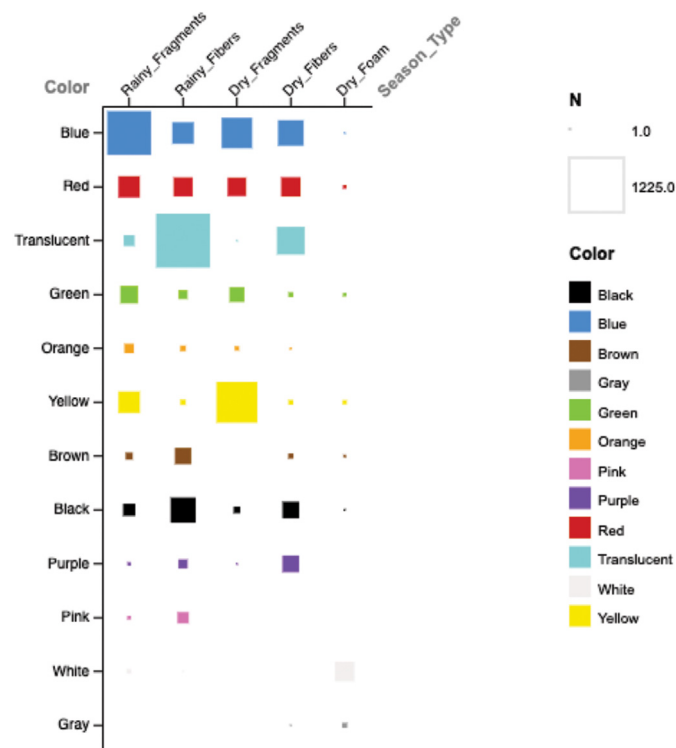 Rainy_Fragments
Rainy_Fibers
Dry_Fragments
Dry_Fibers
Dry_Foam
Season_Type
Color
Blue
Red
Translucent
Green
Orange
Yellow
Brown
Black
Purple
Pink
White
Gray
N
1.0
1225.0
Color
Black
Blue
Brown
Gray
Green
Orange
Pink
Purple
Red
Translucent
White
Yellow